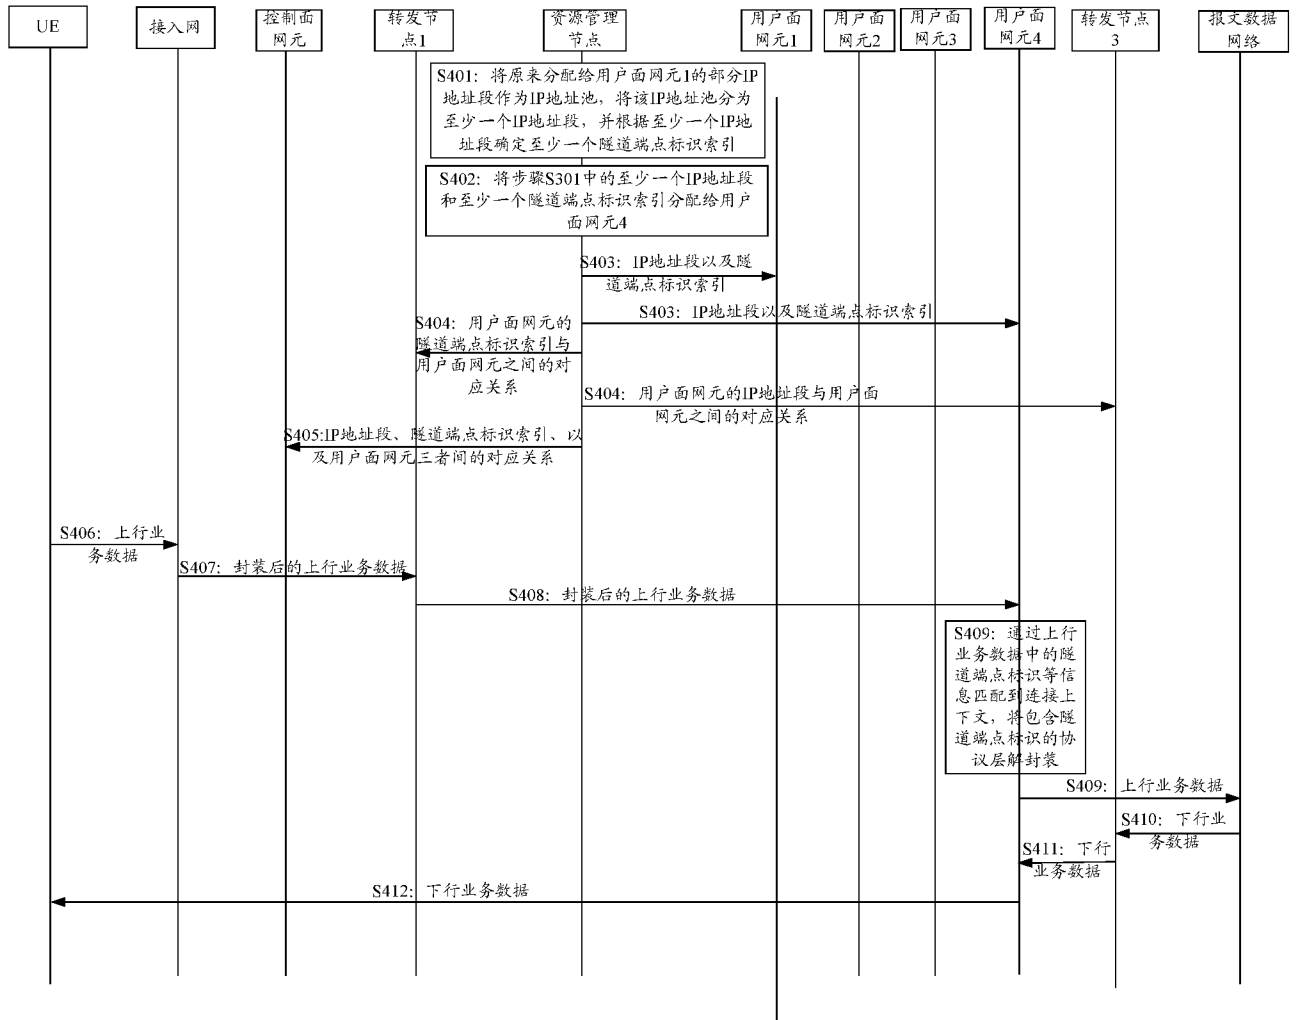 UE
接入网
控制面
网元
转发节
点1
资源管理
节点
用户面
网元1
用户面
网元2
用户面
网元3
用户面
网元4
转发节点
3
报文数据
网络
S401：将原来分配给用户面网元1的部分IP
地址段作为IP地址池，将该IP地址池分为
至少一个IP地址段，并根据至少一个IP地
址段确定至少一个隧道端点标识索引
S402：将步骤S301中的至少一个IP地址段
和至少一个隧道端点标识索引分配给用户
面网元4
S403：IP地址段以及隧
道端点标识索引
S403：IP地址段以及隧道端点标识索引
S404：用户面网元的
隧道端点标识索引与
用户面网元之间的对
应关系
S404：用户面网元的IP地址段与用户面
网元之间的对应关系
S405:IP地址段、隧道端点标识索引、以
及用户面网元三者间的对应关系
S406：上行业
务数据
S407：封装后的上行业务数据
S408：封装后的上行业务数据
S409：通过上行
业务数据中的隧
道端点标识等信
息匹配到连接上
下文，将包含隧
道端点标识的协
议层解封装
S409：上行业务数据
S410：下行业
务数据
S411：下行
业务数据
S412：下行业务数据